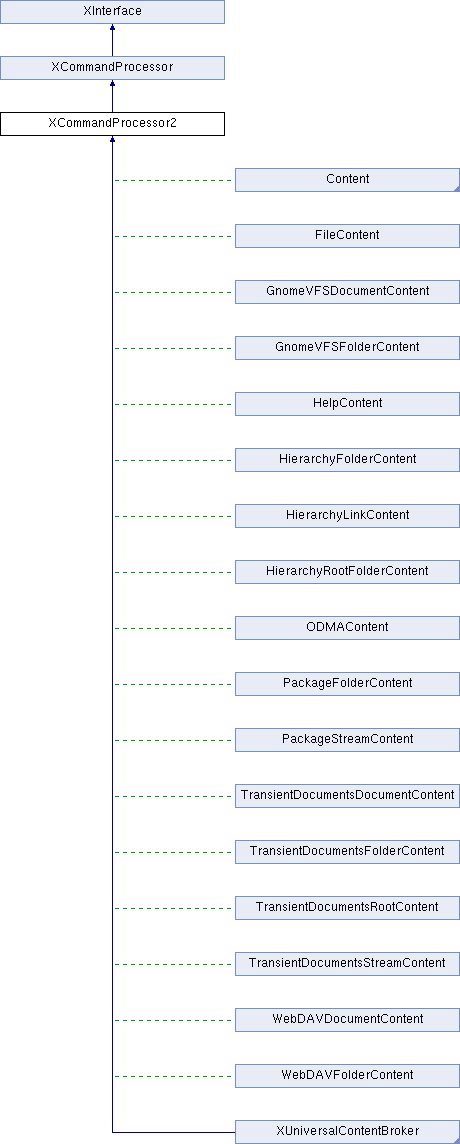 XInterface
XCommandProcessor
XCommandProcessor2
Content
FileContent
GnomeVFSDocumentContent
GnomeVFSFolderContent
HelpContent
HierarchyFolderContent
HierarchyLinkContent
HierarchyRootFolderContent
ODMAContent
PackageFolderContent
PackageStreamContent
TransientDocumentsDocumentContent
TransientDocumentsFolderContent
TransientDocumentsRootContent
TransientDocumentsStreamContent
WebDAVDocumentContent
WebDAVFolderContent
XUniversalContentBroker